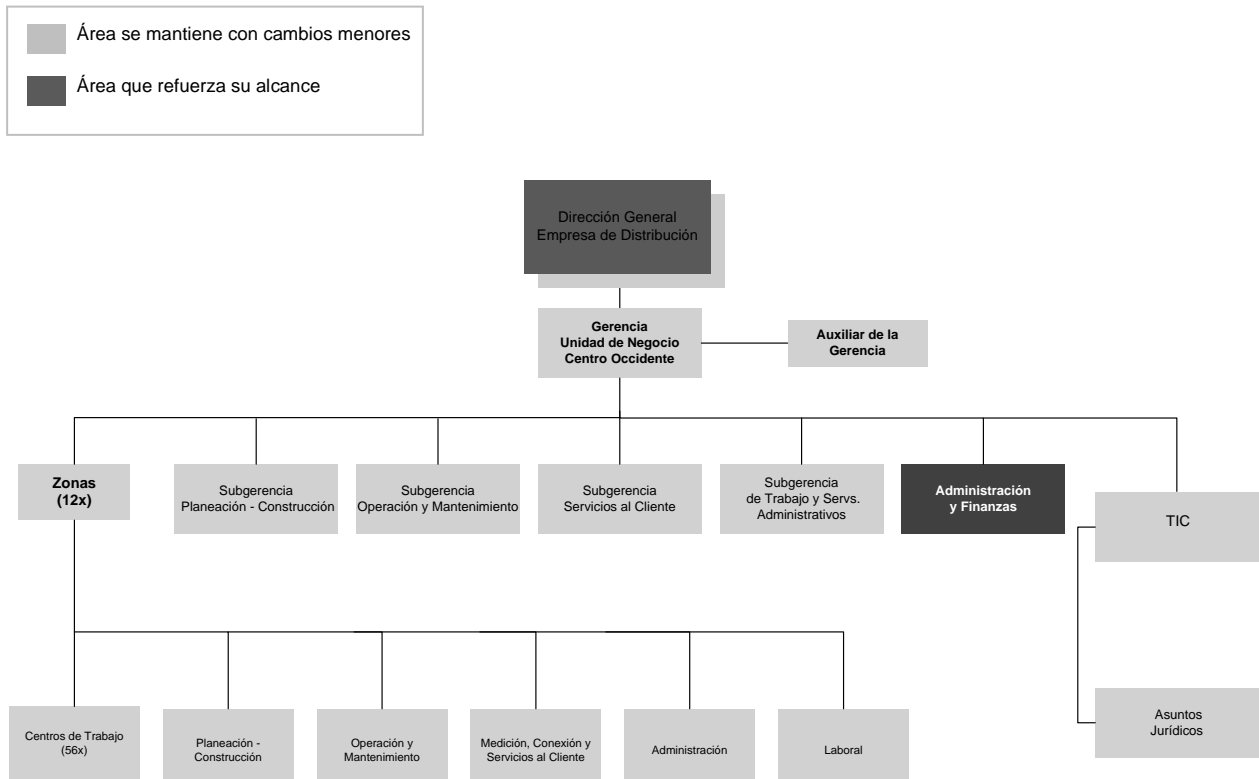 Área se mantiene con cambios menores
Área que refuerza su alcance
Dirección General
Empresa de Distribución
Gerencia
Unidad de Negocio
Centro Occidente
Auxiliar de la
Gerencia
Zonas
(12x)
Subgerencia
Planeación - Construcción
Subgerencia
Operación y Mantenimiento
Subgerencia
Servicios al Cliente
Subgerencia
de Trabajo y Servs.
Administrativos
Administración
y Finanzas
TIC
Centros de Trabajo
(56x)
Planeación -
Construcción
Operación y
Mantenimiento
Medición, Conexión y
Servicios al Cliente
Administración
Laboral
Asuntos
Jurídicos